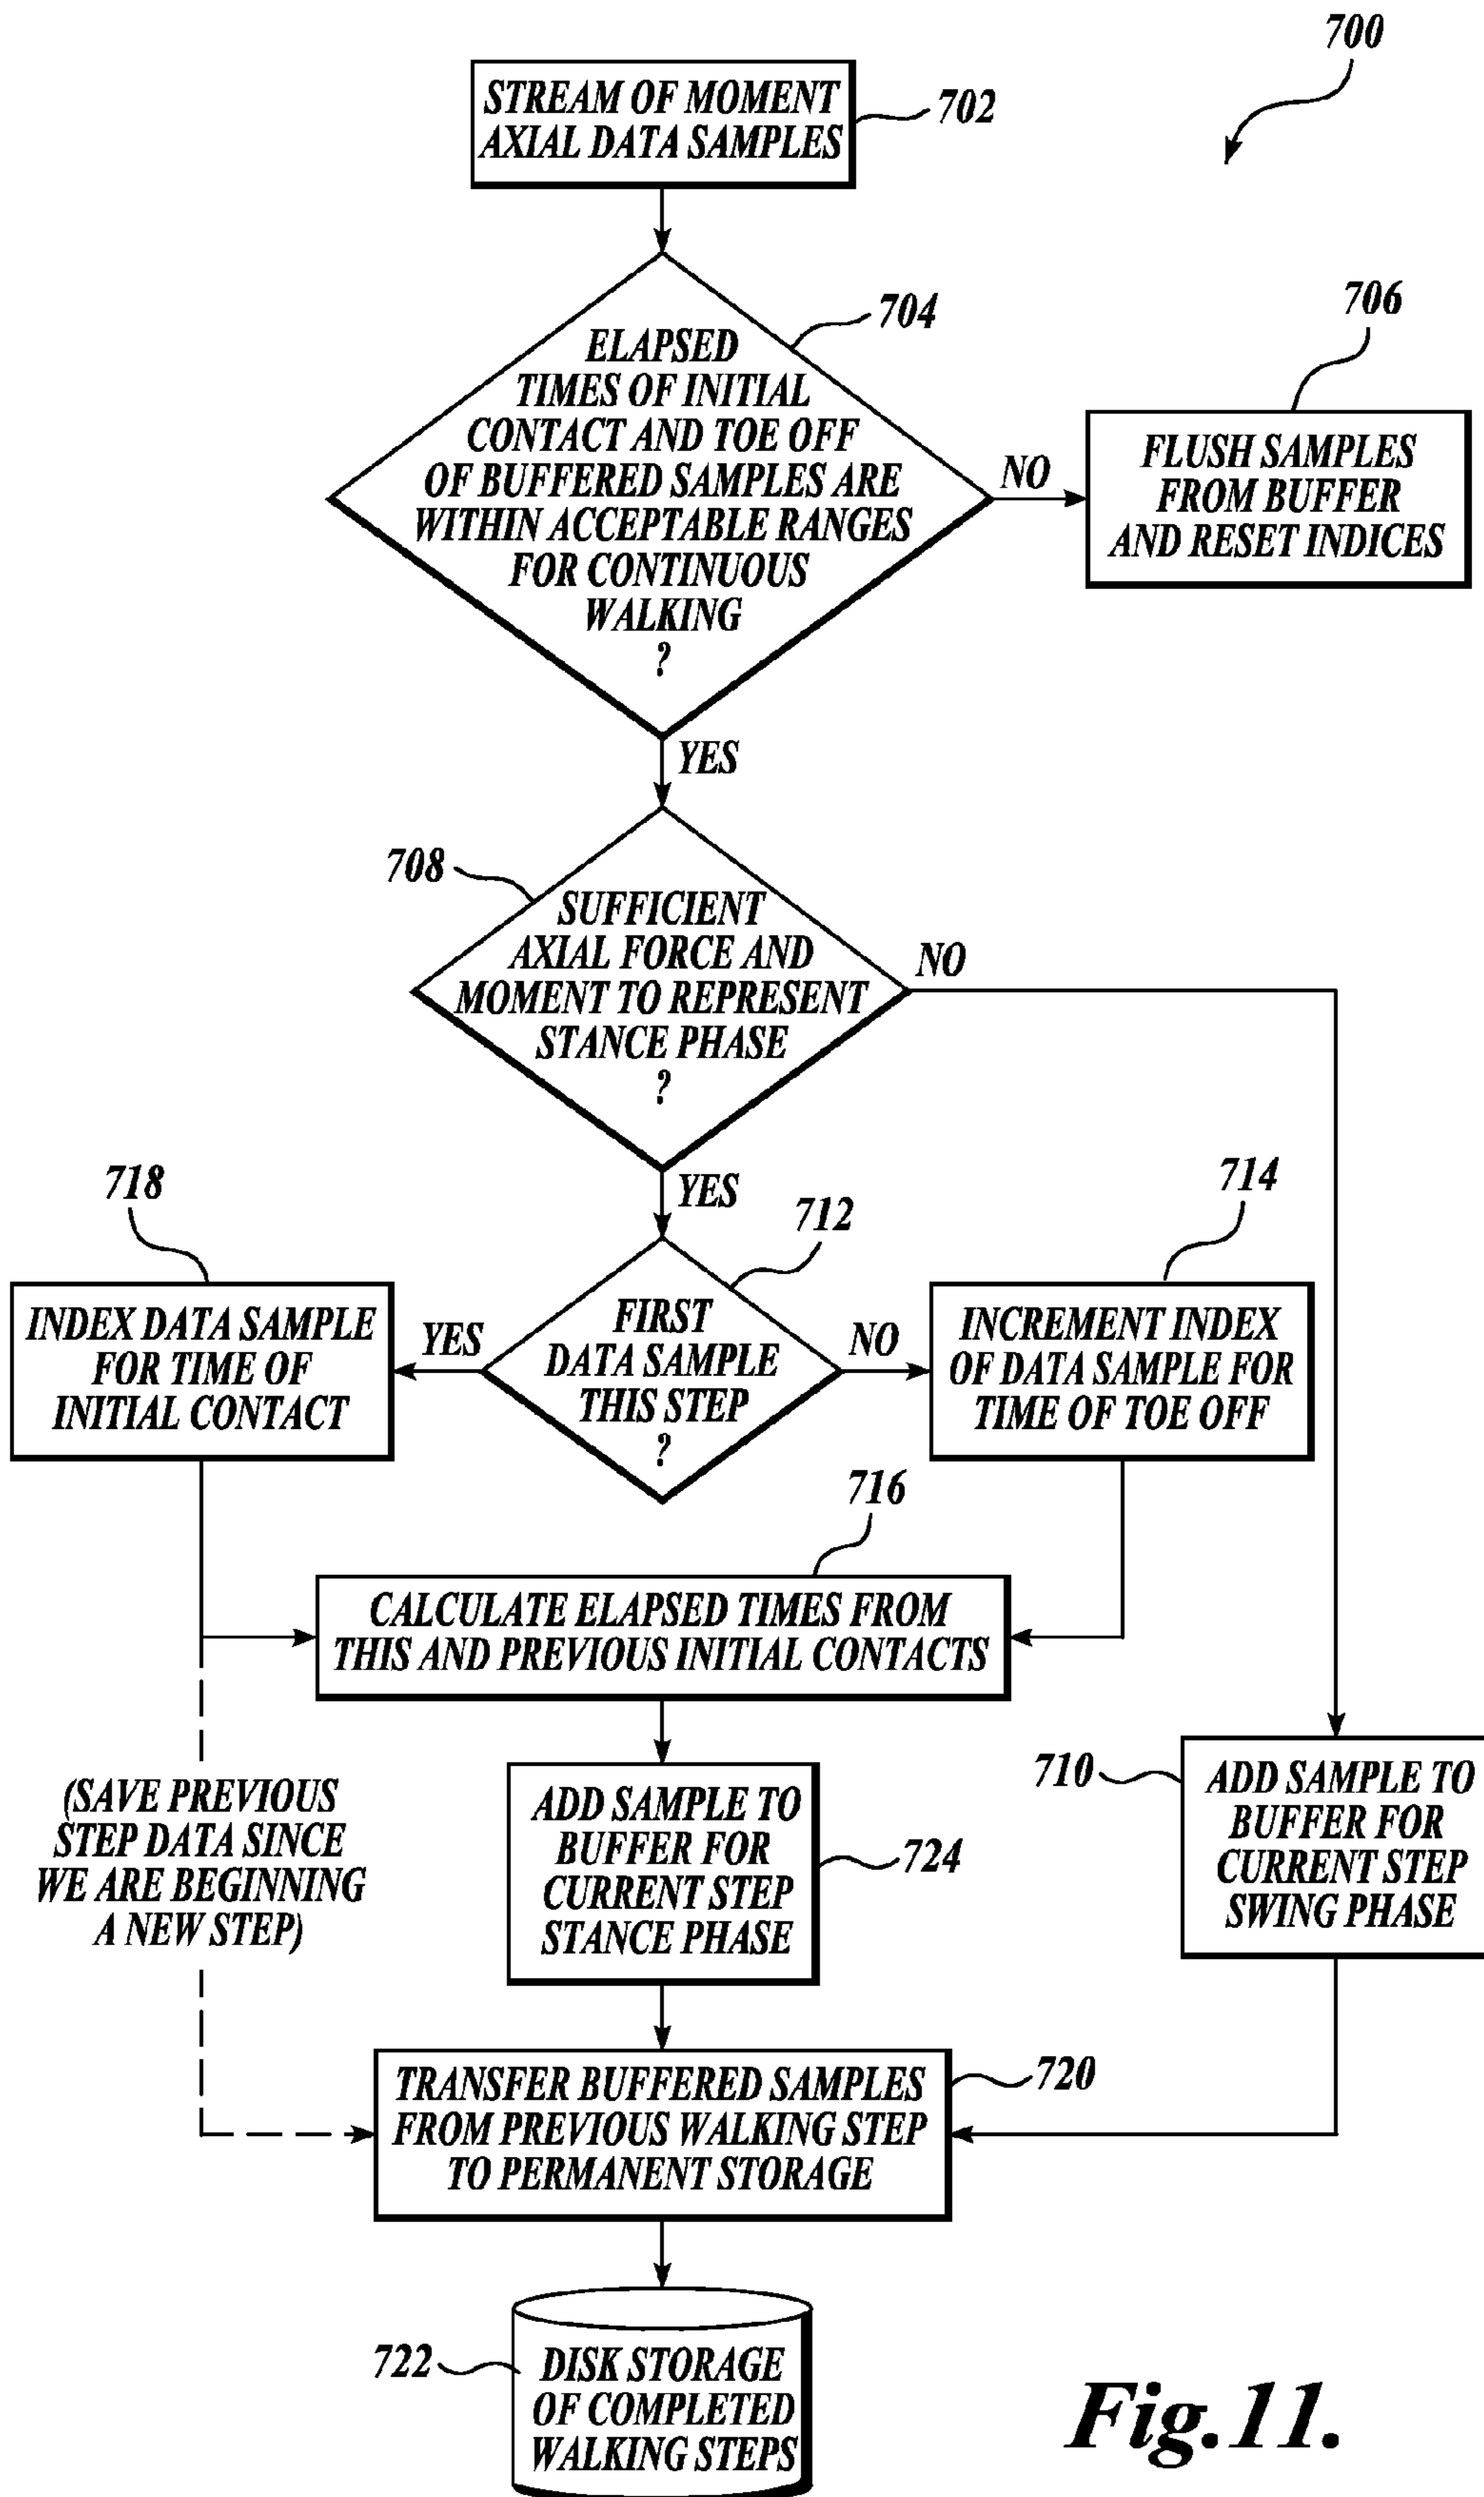 700
STREAM OF MOMENT
AXIAL DATA SAMPLES
702
704
ELAPSED
TIMES OF INITIAL
CONTACT AND TOE OFF
OF BUFFERED SAMPLES ARE
WITHIN ACCEPTABLE RANGES
FOR CONTINUOUS
WALKING
?
NO
706
FLUSH SAMPLES
FROM BUFFER
AND RESET INDICES
YES
708
SUFFICIENT
AXIAL FORCE AND
MOMENT TO REPRESENT
STANCE PHASE
?
NO
YES
718
712
714
INDEX DATA SAMPLE
FOR TIME OF
INITIAL CONTACT
YES
FIRST
DATA SAMPLE
THIS STEP
?
NO
INCREMENT INDEX
OF DATA SAMPLE FOR
TIME OF TOE OFF
716
CALCULATE ELAPSED TIMES FROM
THIS AND PREVIOUS INITIAL CONTACTS
(SAVE PREVIOUS
STEP DATA SINCE
WE ARE BEGINNING
A NEW STEP)
ADD SAMPLE TO
BUFFER FOR
CURRENT STEP
STANCE PHASE
724
710
ADD SAMPLE TO
BUFFER FOR
CURRENT STEP
SWING PHASE
TRANSFER BUFFERED SAMPLES
FROM PREVIOUS WALKING STEP
TO PERMANENT STORAGE
720
722
DISK STORAGE
OF COMPLETED
WALKING STEPS
Fig.11.